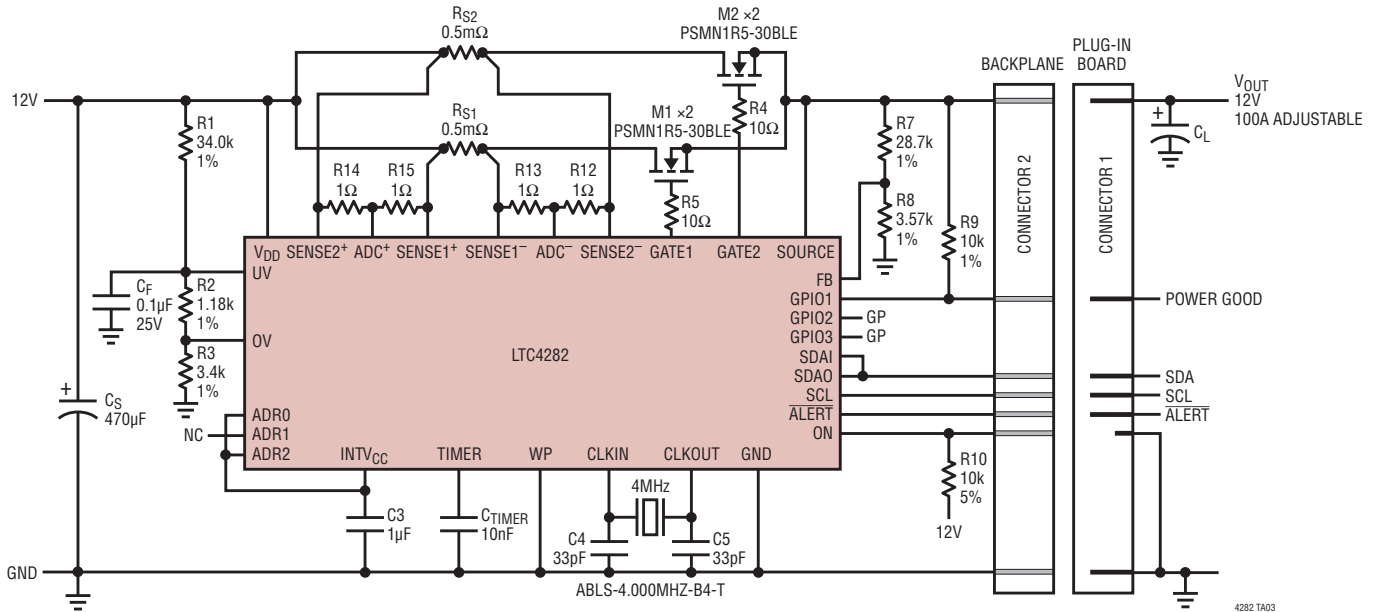 RS2
0.5mΩ
M2 ×2
PSMN1R5-30BLE
BACKPLANE
PLUG-IN
BOARD
12V
R1
34.0k
1%
RS1
0.5mΩ
M1 ×2
PSMN1R5-30BLE
R4
10Ω
R7
28.7k
1%
VOUT
12V
100A ADJUSTABLE
+
CL
R14
1Ω
R15
1Ω
R13
1Ω
R12
1Ω
R5
10Ω
R8
3.57k
1%
R9
10k
1%
CONNECTOR 2
CONNECTOR 1
VDD
SENSE2+
ADC+
SENSE1+
SENSE1−
ADC−
SENSE2−
GATE1
GATE2
SOURCE
UV
FB
CF
0.1µF
25V
R2
1.18k
1%
GPIO1
POWER GOOD
GPIO2
GP
GPIO3
GP
OV
LTC4282
R3
3.4k
1%
SDAI
SDAO
SDA
SCL
SCL
ALERT
ALERT
ON
+
CS
470µF
ADR0
NC
ADR1
ADR2
INTVCC
TIMER
WP
CLKIN
CLKOUT
GND
R10
10k
5%
12V
4MHz
C3
1µF
CTIMER
10nF
C4
33pF
C5
33pF
GND
ABLS-4.000MHZ-B4-T
4282 TA03